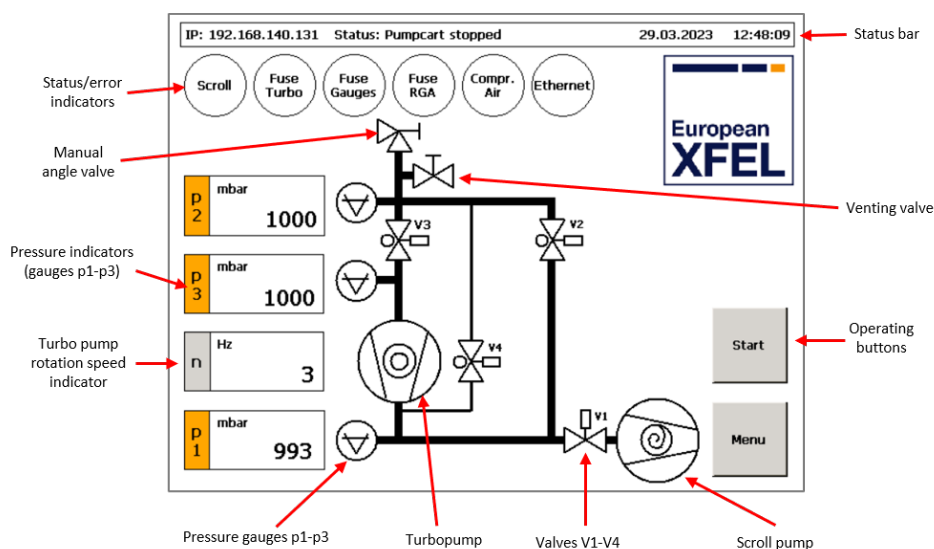 IP: 192.168.140.131 Status: Pumpcart stopped 29.03.2023 12:48:09
Status bar
Status/error
indicators
Scroll
Fuse
Turbo
Fuse
Gauges
Fuse
RGA
Compr.
Air
Ethernet
European
XFEL
Manual
angle valve
Venting valve
p
2
mbar
1000
V3
V2
Pressure indicators
(gauges p1-p3)
p
3
mbar
1000
Turbo pump
rotation speed
indicator
n
Hz
3
V4
Start
Operating
buttons
p
1
mbar
993
V1
Menu
Pressure gauges p1-p3
Turbopump
Valves V1-V4
Scroll pump